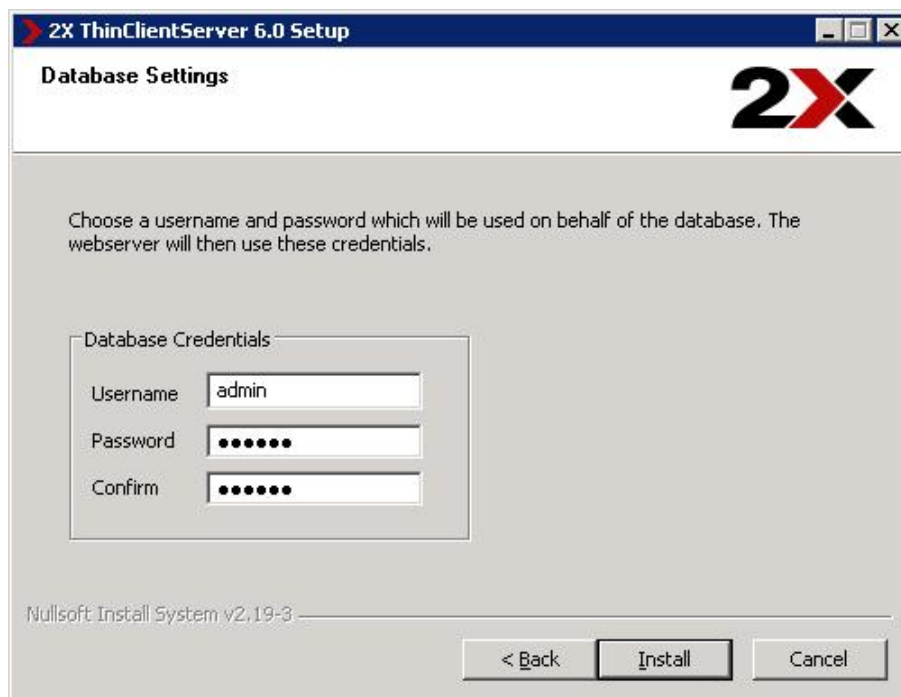 2X ThinClientServer 6.0 Setup
Database Settings
2X
Choose a username and password which will be used on behalf of the database. The
webserver will then use these credentials.
Database Credentials
Username admin
Password ●●●●●●
Confirm ●●●●●●
Nullsoft Install System v2.19-3
< Back Install Cancel